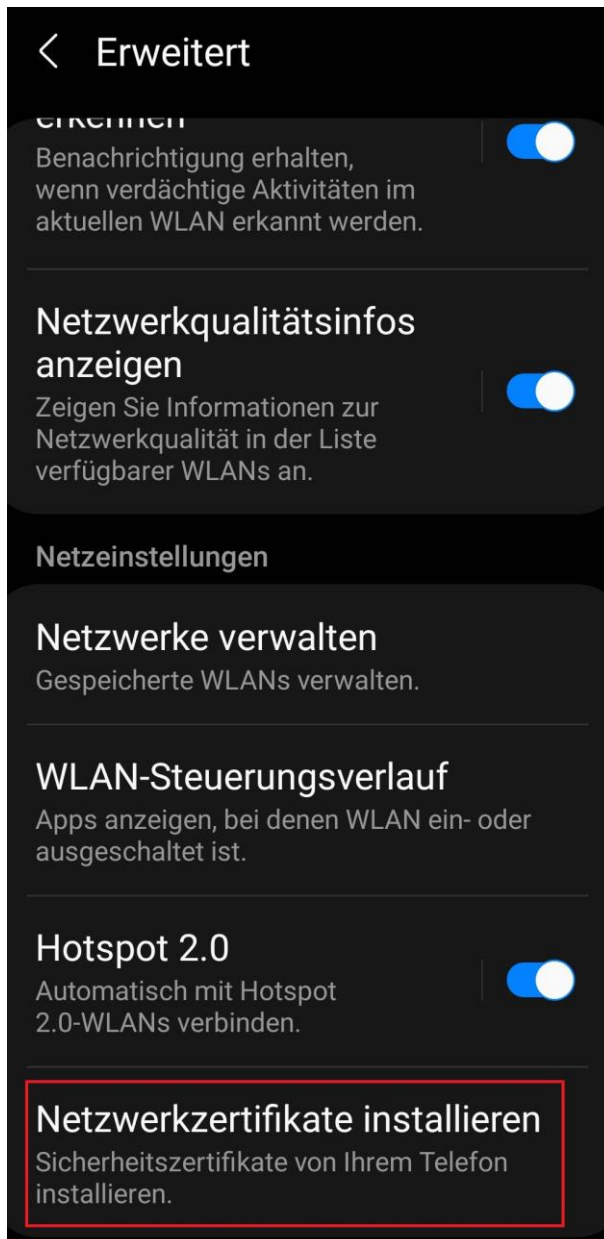 Erweitert
erkennen
Benachrichtigung erhalten,
wenn verdächtige Aktivitäten im
aktuellen WLAN erkannt werden.
Netzwerkqualitätsinfos
anzeigen
Zeigen Sie Informationen zur
Netzwerkqualität in der Liste
verfügbarer WLANs an.
Netzeinstellungen
Netzwerke verwalten
Gespeicherte WLANs verwalten.
WLAN-Steuerungsverlauf
Apps anzeigen, bei denen WLAN ein- oder
ausgeschaltet ist.
Hotspot 2.0
Automatisch mit Hotspot
2.0-WLANs verbinden.
Netzwerkzertifikate installieren
Sicherheitszertifikate von Ihrem Telefon
installieren.